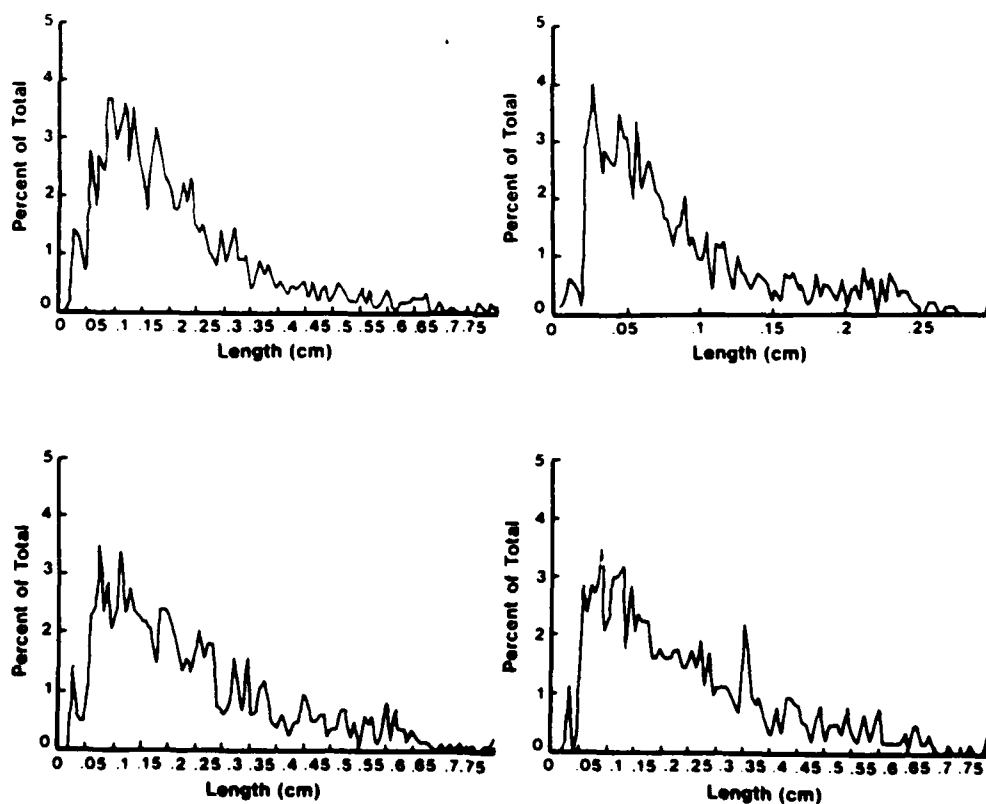 5
4
3
2
1
0
Percent of Total
0 .05 .1 .15 .2 .25 .3 .35 .4 .45 .5 .55 .6 .65 .7 .75
Length (cm)
5
4
3
2
1
0
Percent of Total
0 .05 .1 .15 .2 .25
Length (cm)
5
4
3
2
1
0
Percent of Total
0 .05 .1 .15 .2 .25 .3 .35 .4 .45 .5 .55 .6 .65 .7 .75
Length (cm)
5
4
3
2
1
0
Percent of Total
0 .05 .1 .15 .2 .25 .3 .35 .4 .45 .5 .55 .6 .65 .7 .75
Length (cm)